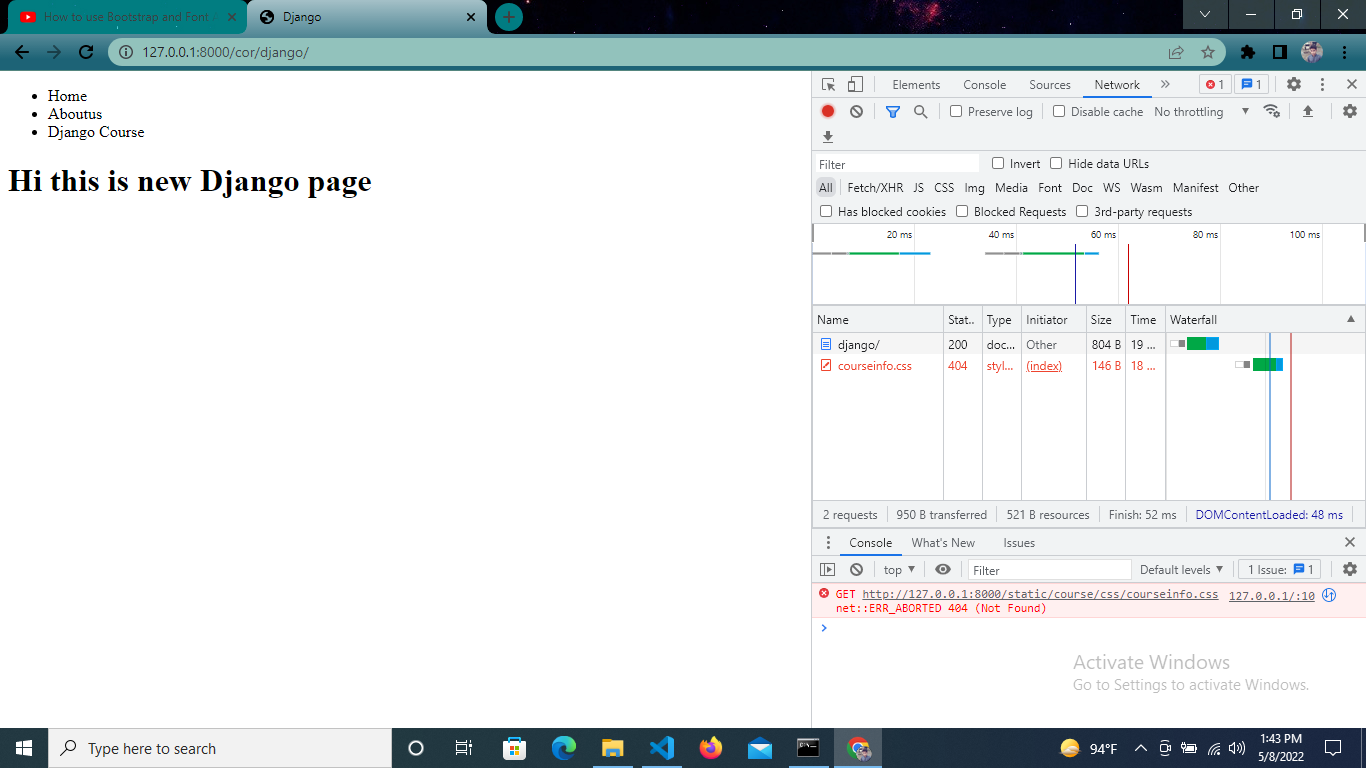 How to use Bootstrap and Font
Django
127.0.0.1:8000/cor/django/
Home
Aboutus
Django Course
Hi this is new Django page
Elements Console Sources Network 1 1
Preserve log Disable cache No throttling
Filter Invert Hide data URLs
All Fetch/XHR JS CSS Img Media Font Doc WS Wasm Manifest Other
Has blocked cookies Blocked Requests 3rd-party requests
20 ms 40 ms 60 ms 80 ms 100 ms
Name Stat.. Type Initiator Size Time Waterfall
django/ 200 doc... Other 804 B 19 ...
courseinfo.css 404 styl... (index) 146 B 18 ...
2 requests 950 B transferred 521 B resources Finish: 52 ms DOMContentLoaded: 48 ms
Console What's New Issues
top Filter Default levels 1 Issue: 1
GET http://127.0.0.1:8000/static/course/css/courseinfo.css 127.0.0.1/:10
net::ERR_ABORTED 404 (Not Found)
Activate Windows
Go to Settings to activate Windows.
Type here to search
94°F
1:43 PM
5/8/2022